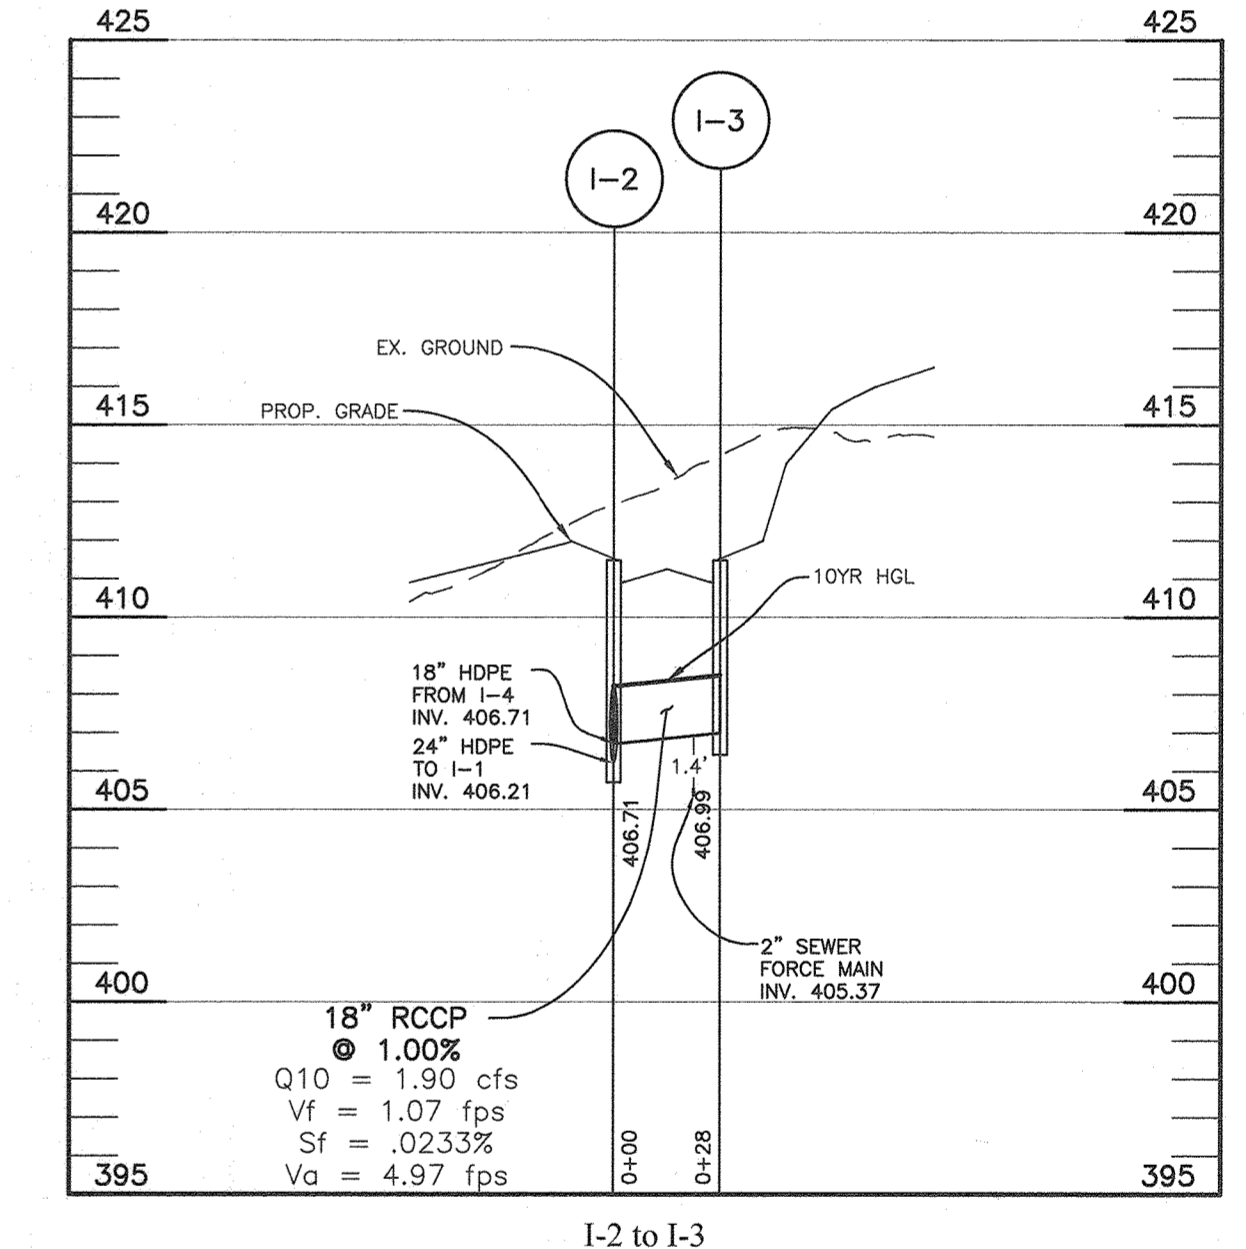 425
425
I-3
I-2
420
420
EX. GROUND
PROP. GRADE
415
415
10YR HGL
410
410
18" HDPE
FROM I-4
INV. 406.71
24" HDPE
TO I-1
INV. 406.21
1.4'
405
405
406.71
406.99
2" SEWER
FORCE MAIN
INV. 405.37
400
400
18" RCCP
@ 1.00%
Q10 = 1.90 cfs
Vf = 1.07 fps
Sf = .0233%
Va = 4.97 fps
0+00
0+28
395
395
I-2 to I-3